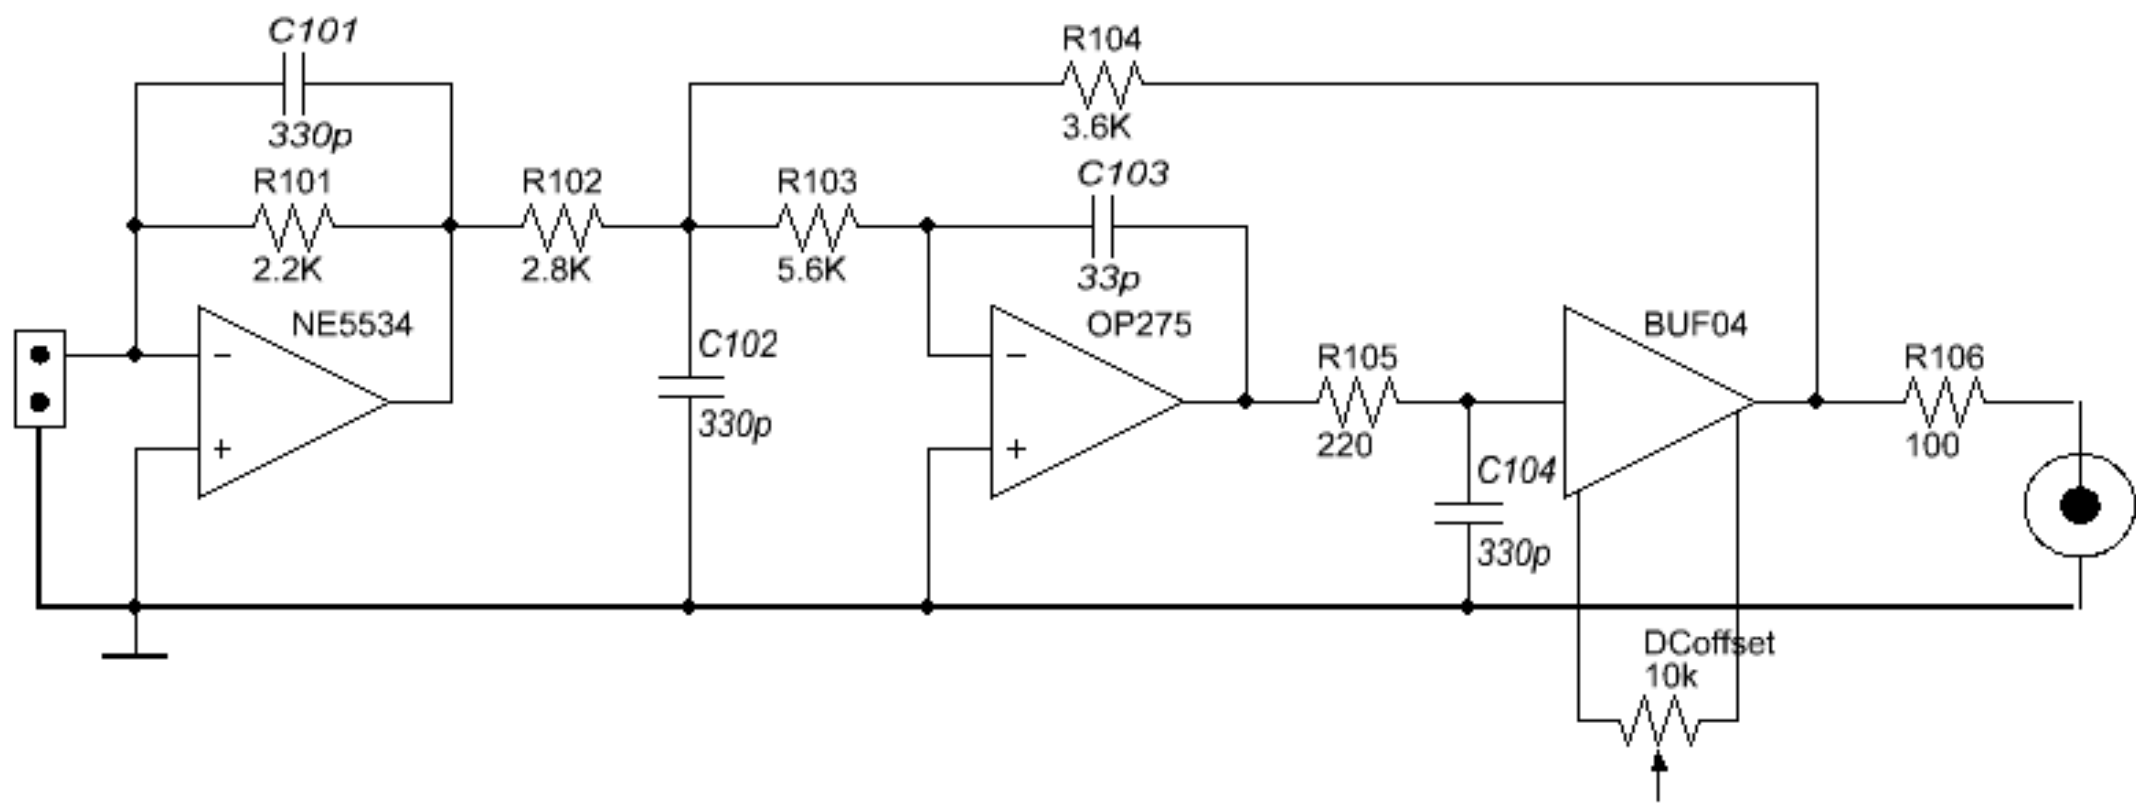 C101
330p
R101
2.2K
NE5534
−
+
R102
2.8K
R103
5.6K
C102
330p
R104
3.6K
C103
33p
OP275
−
+
R105
220
C104
330p
BUF04
R106
100
DCoffset
10k